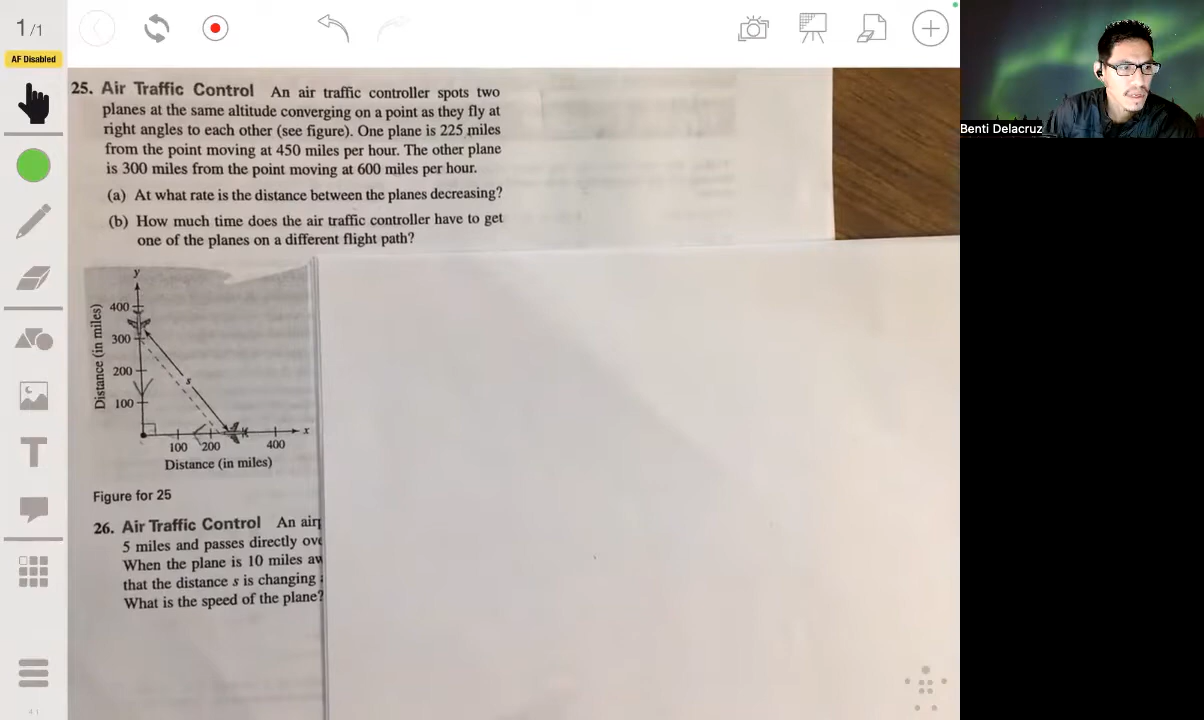 1/1
AF Disabled
25. Air Traffic Control An air traffic controller spots two
planes at the same altitude converging on a point as they fly at
right angles to each other (see figure). One plane is 225 miles
from the point moving at 450 miles per hour. The other plane
is 300 miles from the point moving at 600 miles per hour.
(a) At what rate is the distance between the planes decreasing?
(b) How much time does the air traffic controller have to get
one of the planes on a different flight path?
y
400
300
200
100
Distance (in miles)
s
x
100 200 400
Distance (in miles)
Figure for 25
26. Air Traffic Control An
5 miles and passes directly
When the plane is 10 miles
that the distance s is changing
What is the speed of the plane?
Benti Delacruz
T